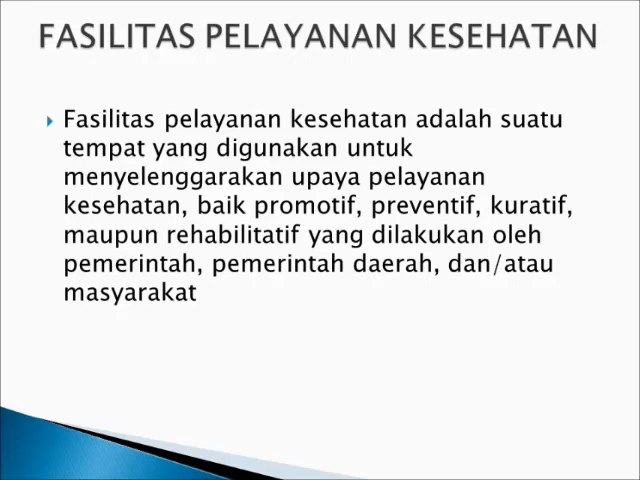 FASILITAS PELAYANAN KESEHATAN
Fasilitas pelayanan kesehatan adalah suatu
tempat yang digunakan untuk
menyelenggarakan upaya pelayanan
kesehatan, baik promotif, preventif, kuratif,
maupun rehabilitatif yang dilakukan oleh
pemerintah, pemerintah daerah, dan/atau
masyarakat